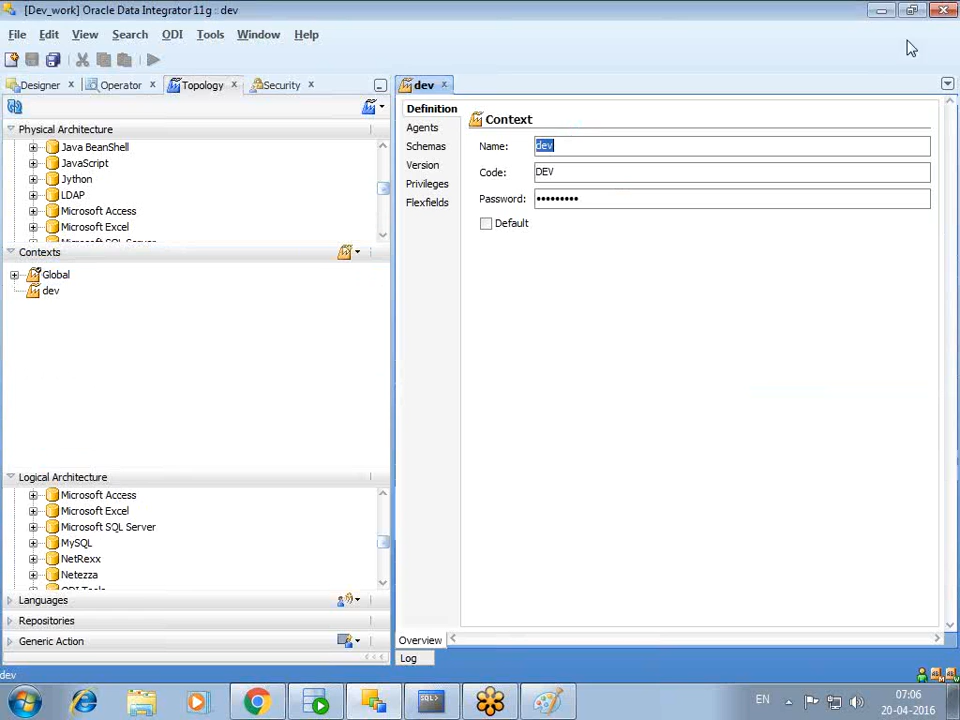 [Dev_work] Oracle Data Integrator 11g : dev
File Edit View Search ODI Tools Window Help
Designer x Operator x Topology x Security x
dev x
Physical Architecture
Java BeanShell
JavaScript
Jython
LDAP
Microsoft Access
Microsoft Excel
Contexts
Global
dev
Logical Architecture
Microsoft Access
Microsoft Excel
Microsoft SQL Server
MySQL
NetRexx
Netezza
Languages
Repositories
Generic Action
Definition
Agents
Schemas
Version
Privileges
Flexfields
Context
Name: dev
Code: DEV
Password: •••••••••
Default
Overview
Log
dev
SQL>
EN
07:06
20-04-2016